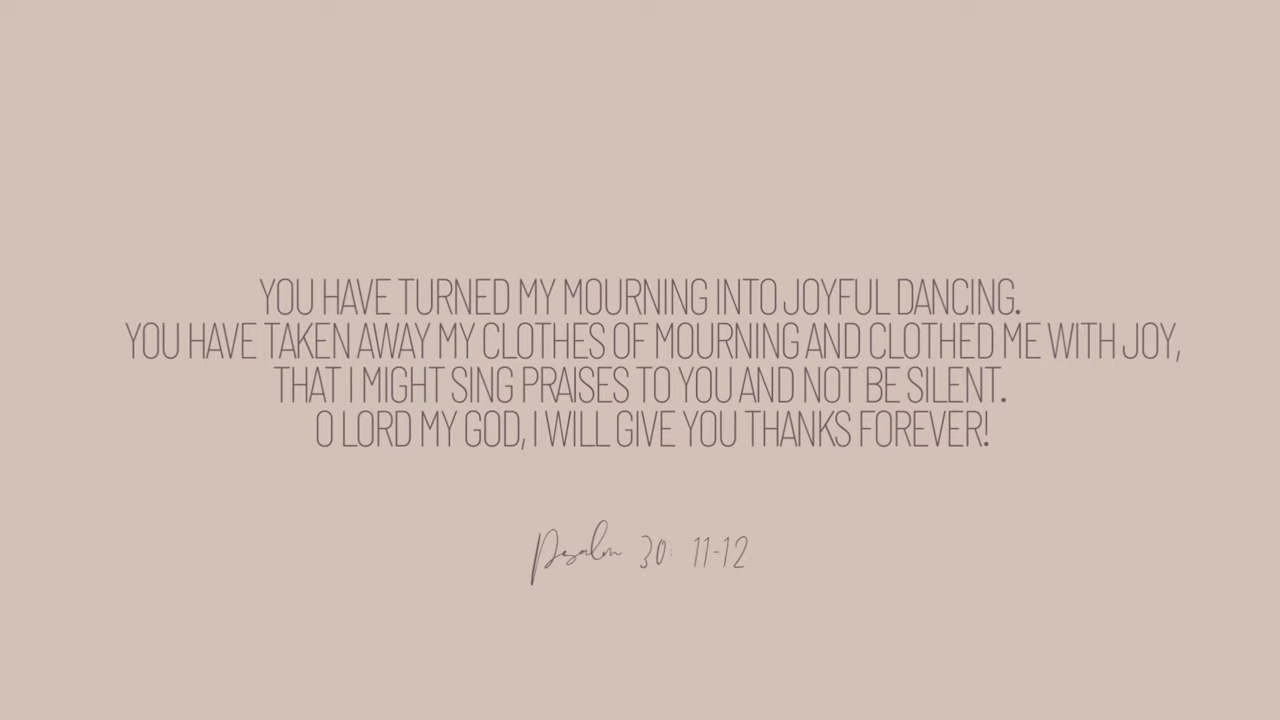 YOU HAVE TURNED MY MOURNING INTO JOYFUL DANCING.
YOU HAVE TAKEN AWAY MY CLOTHES OF MOURNING AND CLOTHED ME WITH JOY,
THAT I MIGHT SING PRAISES TO YOU AND NOT BE SILENT.
O LORD MY GOD, I WILL GIVE YOU THANKS FOREVER!
Psalm 30: 11-12